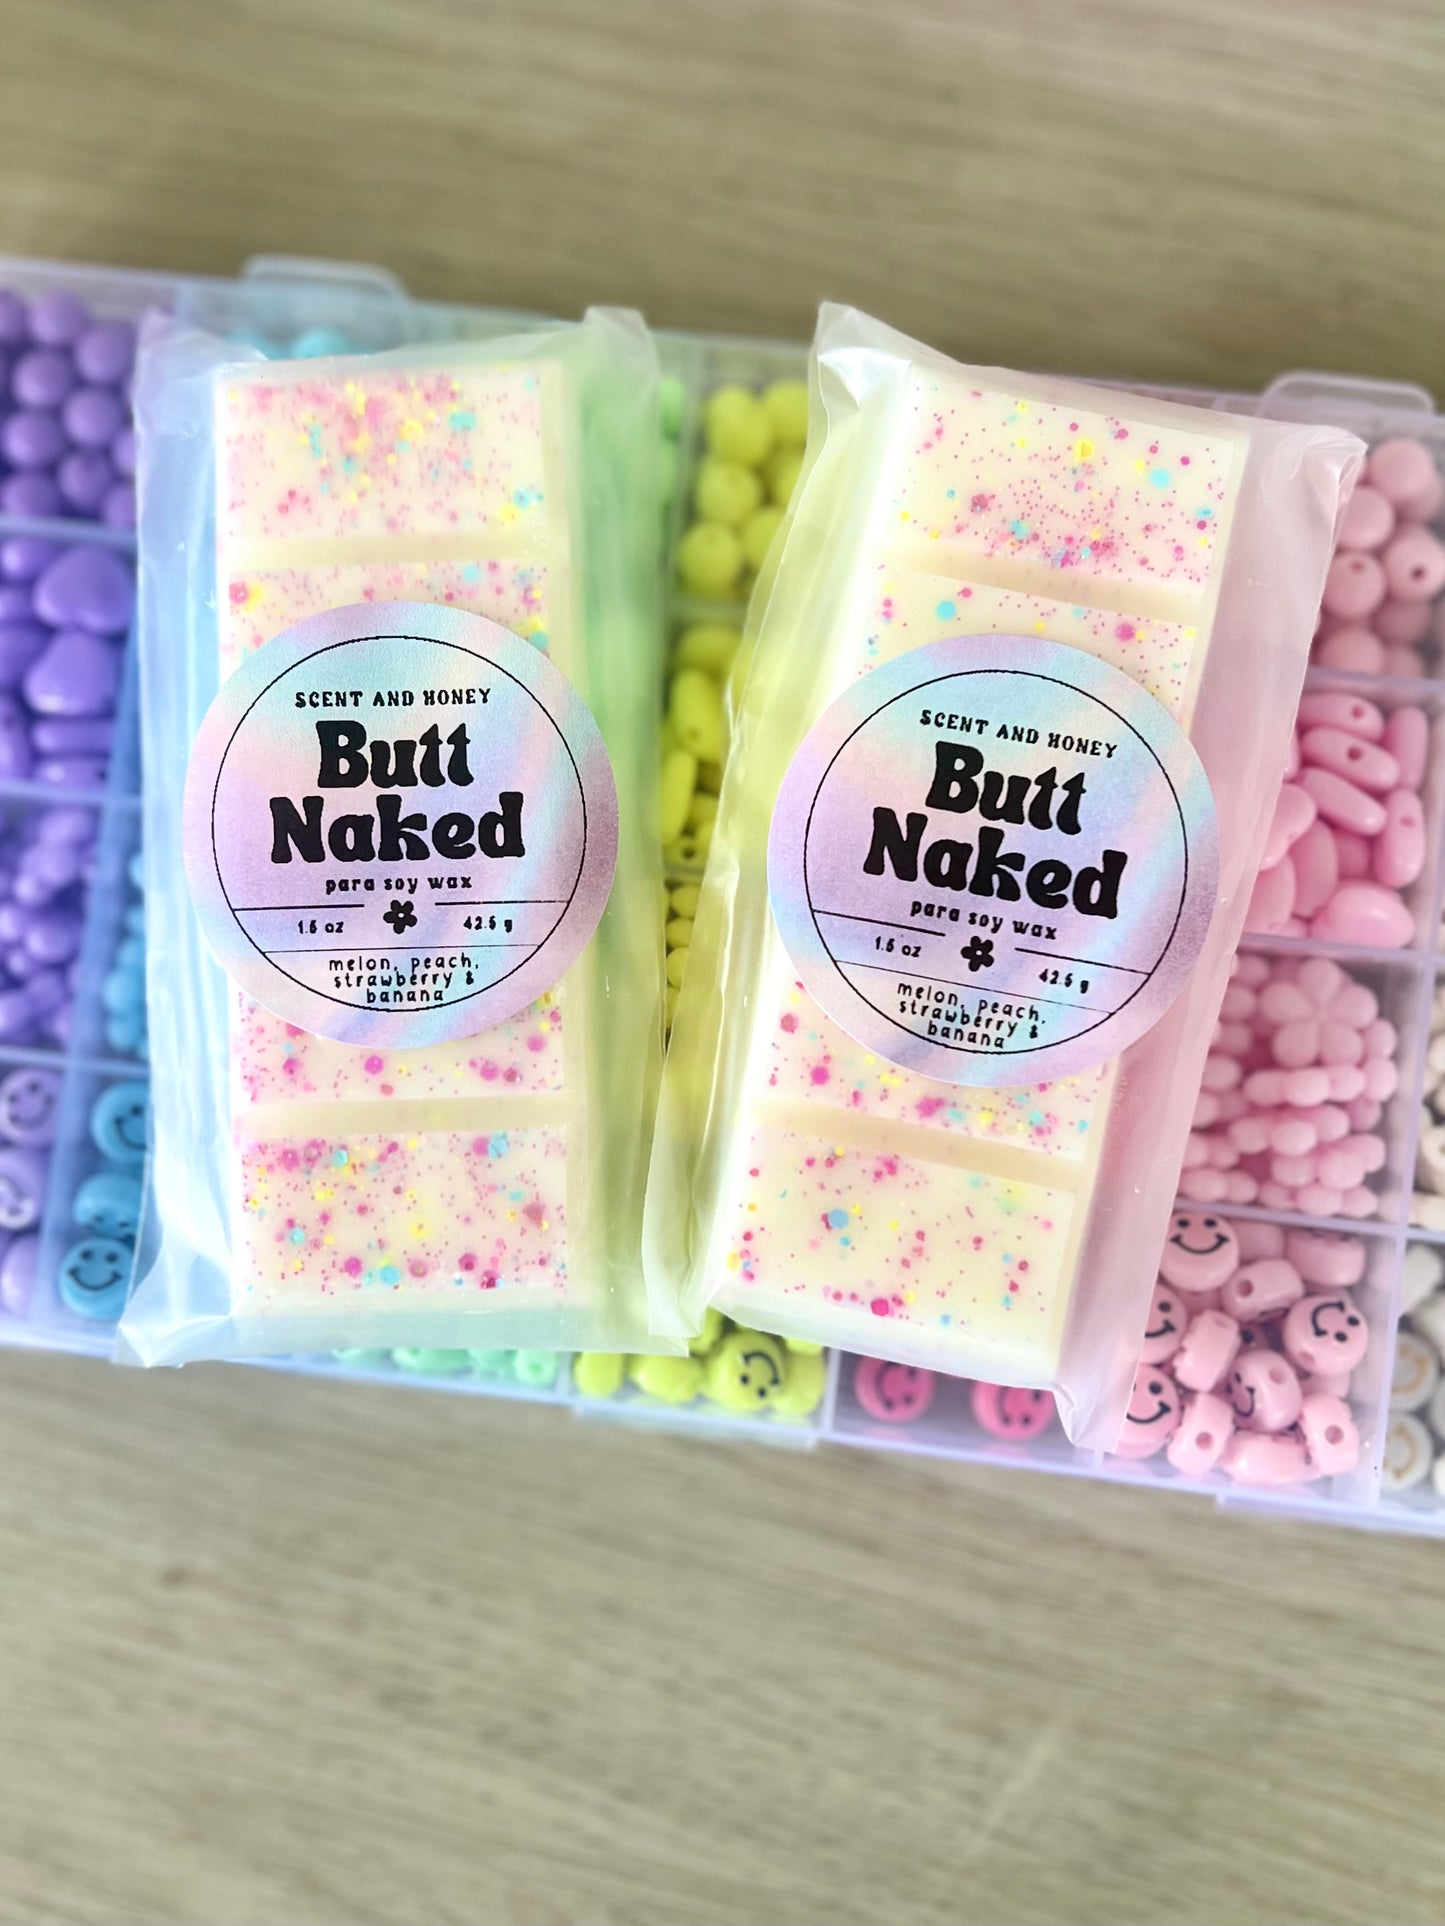 SCENT AND HONEY
Butt
Naked
para soy wax
1.5 oz 42.5 g
melon, peach,
strawberry &
banana
SCENT AND HONEY
Butt
Naked
para soy wax
1.5 oz 42.5 g
melon, peach,
strawberry &
banana